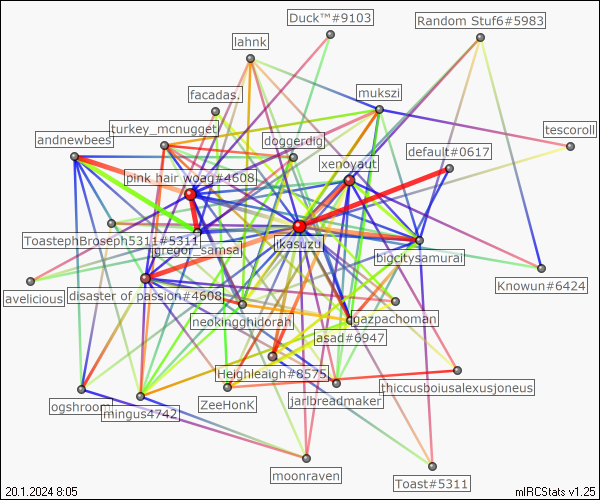 Duck™#9103
Random Stuf6#5983
lahnk
mukszi
facadas.
turkey_mcnugget
tescoroll
andnewbees
doggerdig
default#0617
xenoyaut
pink hair woag#4608
ToastephBroseph5311#5311
ikasuzu
gregor_samsa
bigcitysamurai
Knowun#6424
avelicious
disaster of passion#4608
neokingghidorah
gazpachoman
asad#6947
Heighleaigh#8575
thiccusboiusalexusjoneus
ogshroom
mingus4742
ZeeHonK
jarlbreadmaker
moonraven
Toast#5311
20.1.2024 8:05
mIRCStats v1.25